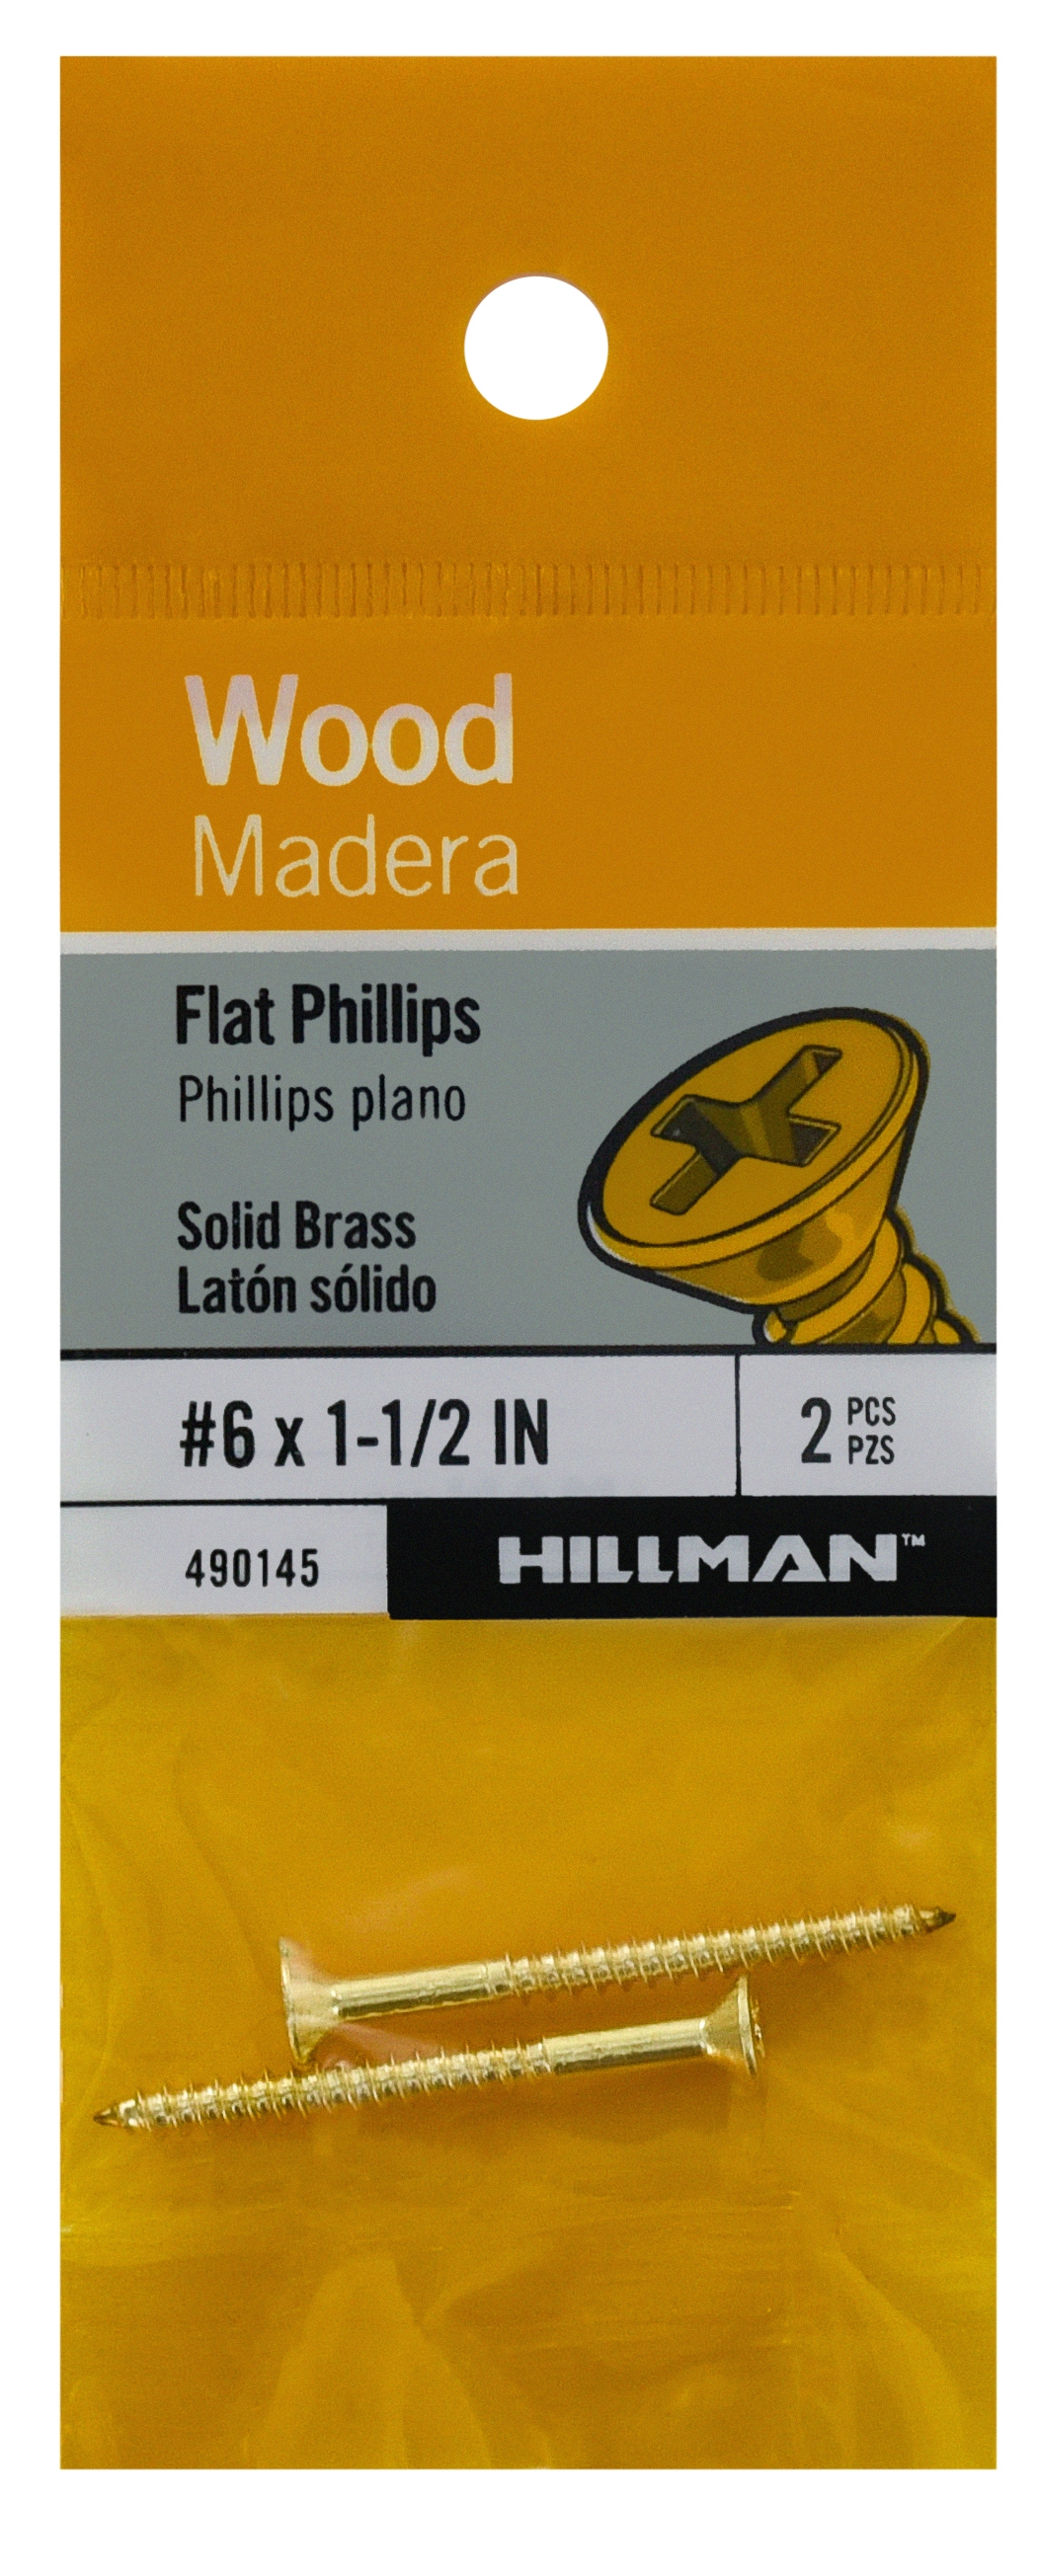 Wood
Madera
Flat Phillips
Phillips plano
Solid Brass
Latón sólido
#6 x 1-1/2 IN
2 PCS
PZS
490145
HILLMAN™